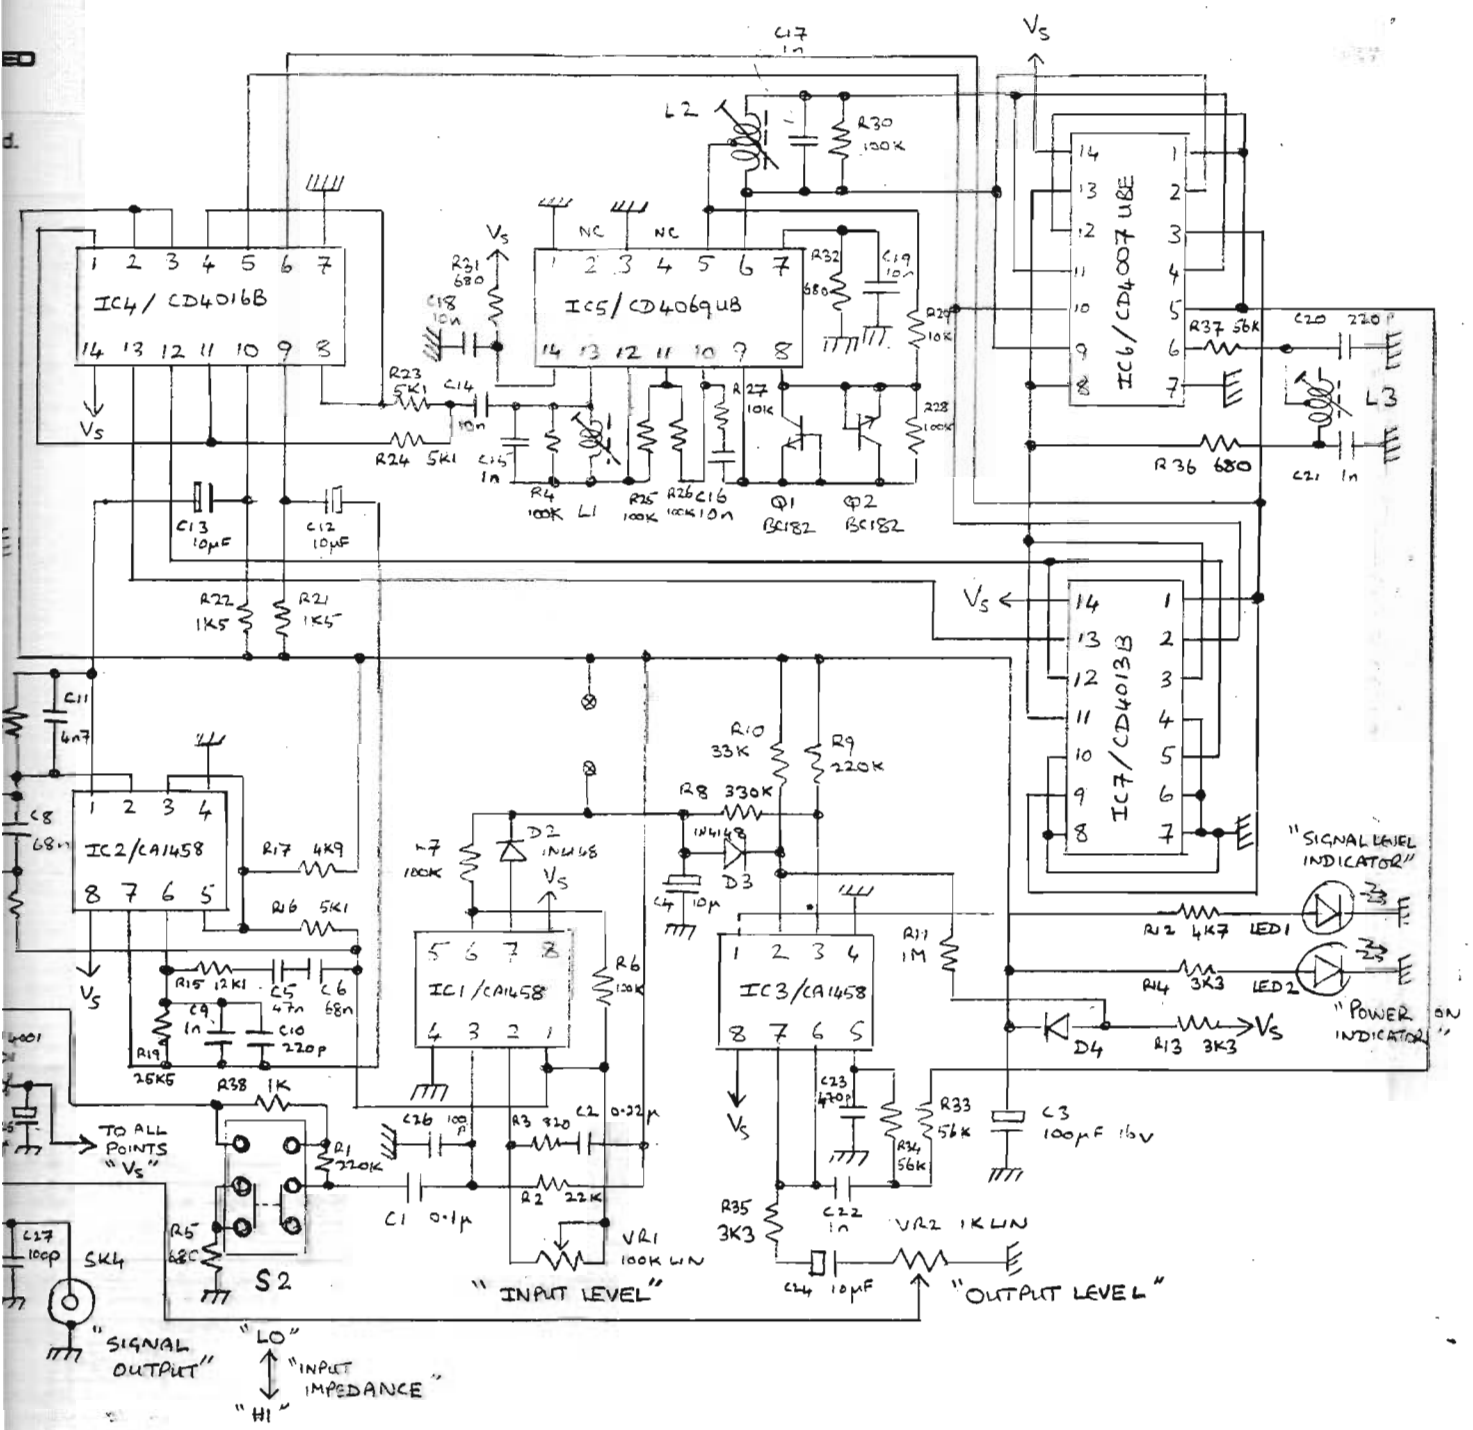 ED
d.
C17
1n
Vs
L2
R30
100K
14 1
13 2
12 3
11 4
10 5
9 6
8 7
IC6/CD4007UBE
R37 56K
C20 220p
L3
R36 680
C21 1n
1 2 3 4 5 6 7
IC4/CD4016B
14 13 12 11 10 9 8
Vs
Vs
R31
680
C18
10n
NC
NC
1 2 3 4 5 6 7
IC5/CD4069UB
14 13 12 11 10 9 8
R32
680
C19
10n
R29
10K
R23
5K1
C14
10n
R24 5K1
C15
1n
R4
100K
L1
R25
100K
R26
100K
C16
10n
R27
10K
Q1
BC182
Q2
BC182
228
100K
C13
10µF
C12
10µF
R22
1K5
R21
1K5
Vs
14 1
13 2
12 3
11 4
10 5
9 6
8 7
IC7/CD4013B
C11
4n7
C8
68n
1 2 3 4
IC2/CA1458
8 7 6 5
Vs
R17 4K9
R16 5K1
R15 12K1
C5
47n
C6
68n
C9
1n
C10
220p
R19
25K5
100K
D2
1N4148
Vs
5 6 7 8
IC1/CA1458
4 3 2 1
R6
R10
33K
R9
220K
R8 330K
1N4148
D3
C4 10µ
1 2 3 4
IC3/CA1458
8 7 6 5
Vs
R11
1M
"SIGNAL LEVEL
INDICATOR"
R12 4K7 LED1
R14 3K3 LED2
"POWER ON
INDICATOR"
D4
R13 3K3
Vs
C3
100µF 16V
C23
470p
R34
56K
R33
56K
C22
1n
R35
3K3
C24 10µF
VR2 1K LIN
"OUTPUT LEVEL"
4001
TO ALL
POINTS
"Vs"
R38 1K
R1
220K
C26 100
p
R3 820
C2 0.22µ
C1 0.1µ
R2 22K
VR1
100K LIN
"INPUT LEVEL"
R5
S2
C27
100p
SK4
"SIGNAL
OUTPUT"
"LO"
"INPUT
IMPEDANCE"
"HI"